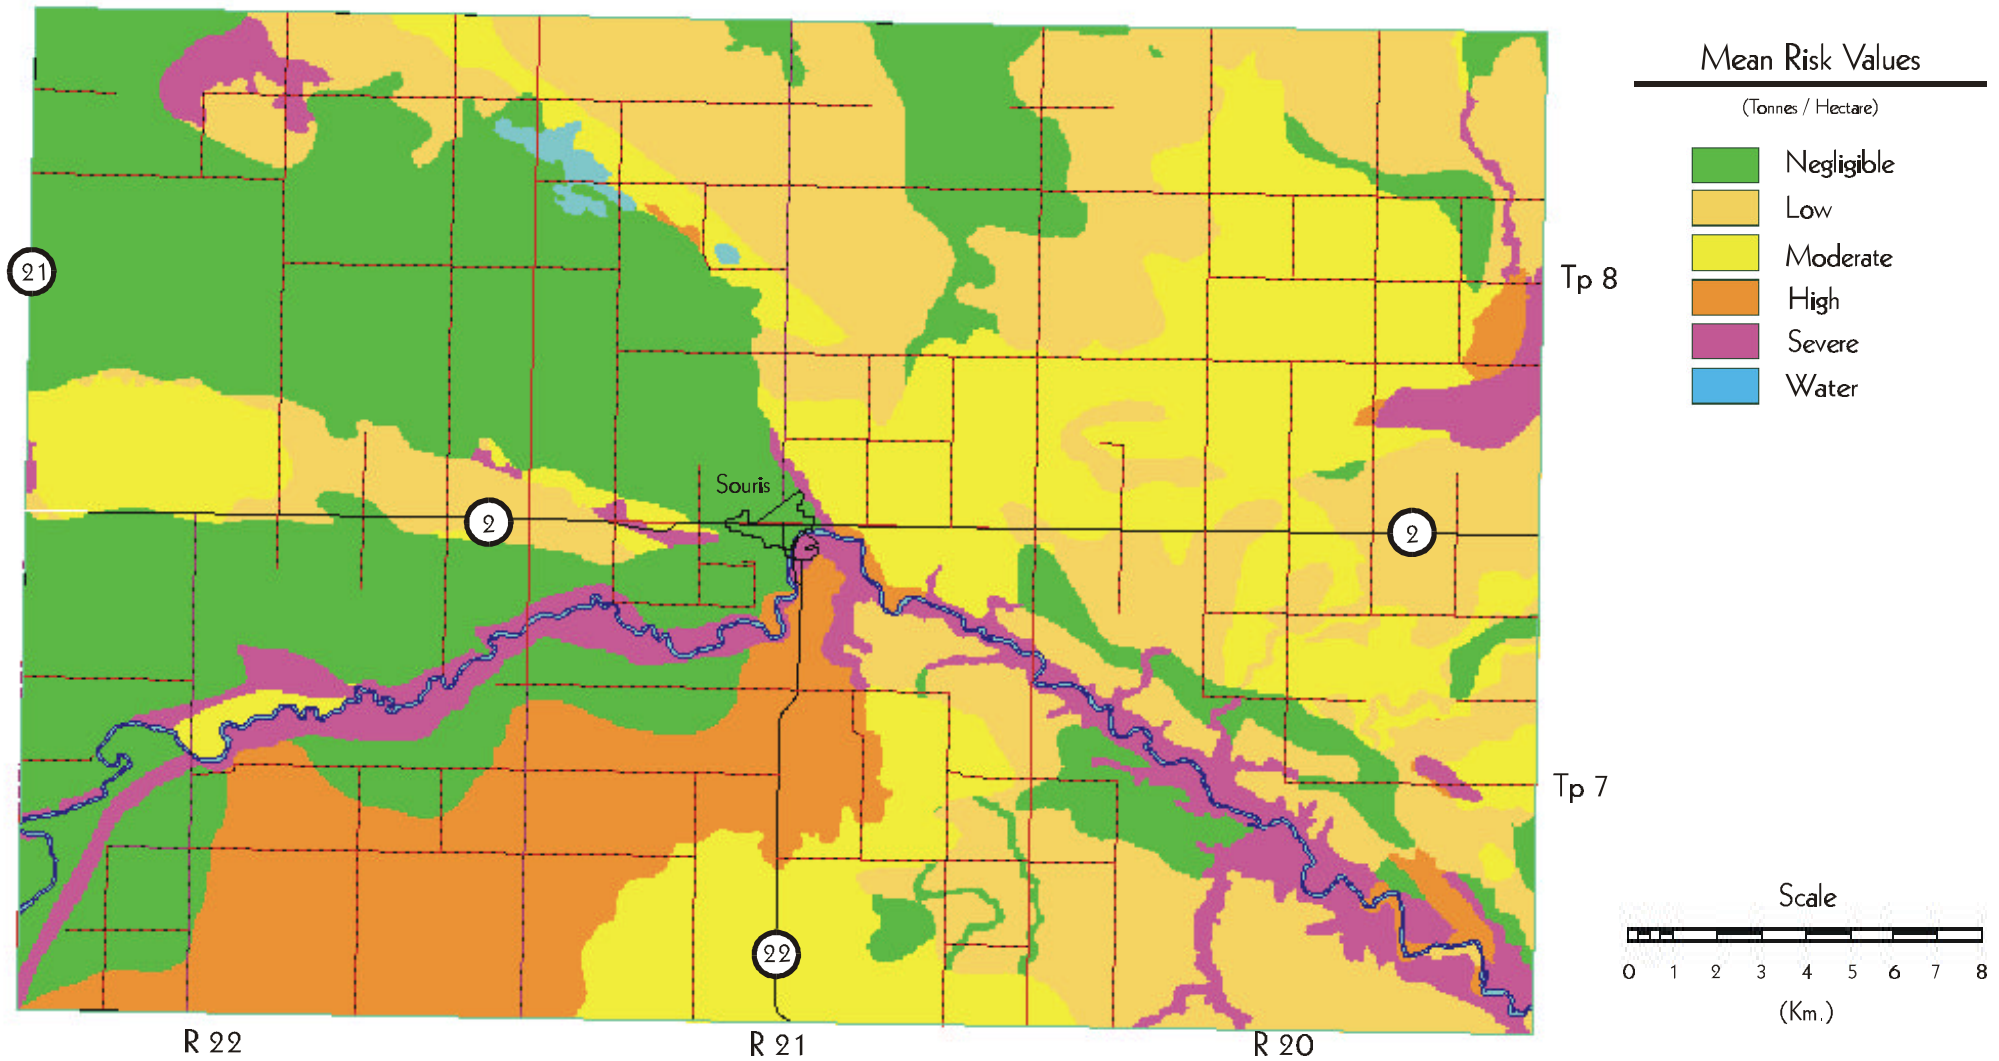 Mean Risk Values
(Tonnes / Hectare)
Negligible
Low
Moderate
High
Severe
Water
21
Tp 8
Souris
2
2
Tp 7
22
Scale
0 1 2 3 4 5 6 7 8
(Km.)
R 22
R 21
R 20